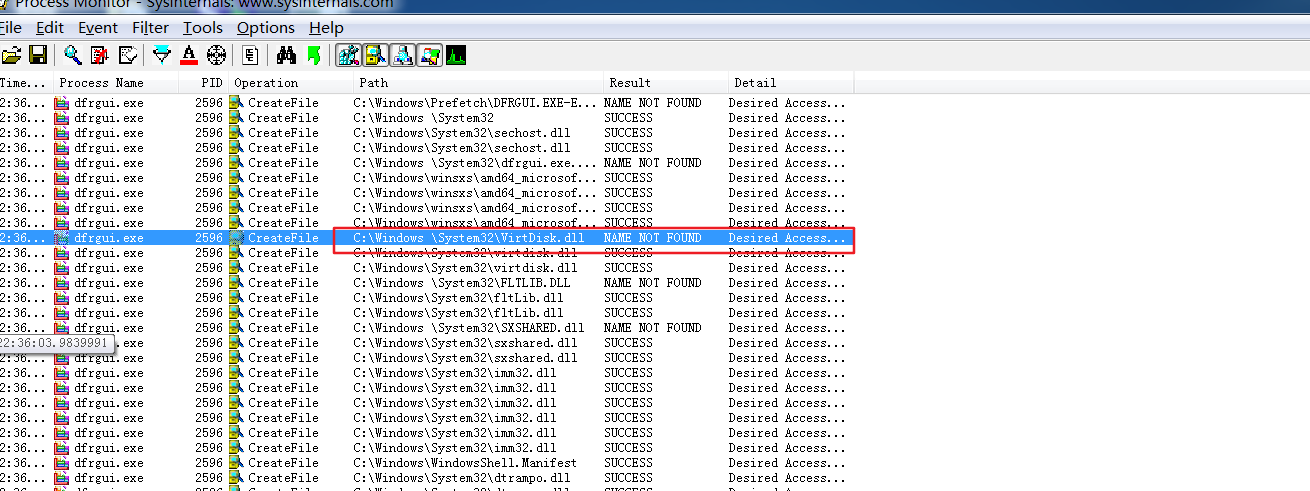 Process Monitor - Sysinternals: www.sysinternals.com
File Edit Event Filter Tools Options Help
Time... Process Name PID Operation Path Result Detail
2:36... dfrgui.exe 2596 CreateFile C:\Windows\Prefetch\DFRGUI.EXE-E... NAME NOT FOUND Desired Access...
2:36... dfrgui.exe 2596 CreateFile C:\Windows \System32 SUCCESS Desired Access...
2:36... dfrgui.exe 2596 CreateFile C:\Windows\System32\sechost.dll SUCCESS Desired Access...
2:36... dfrgui.exe 2596 CreateFile C:\Windows\System32\sechost.dll SUCCESS Desired Access...
2:36... dfrgui.exe 2596 CreateFile C:\Windows \System32\dfrgui.exe.... NAME NOT FOUND Desired Access...
2:36... dfrgui.exe 2596 CreateFile C:\Windows\winsxs\amd64_microsof... SUCCESS Desired Access...
2:36... dfrgui.exe 2596 CreateFile C:\Windows\winsxs\amd64_microsof... SUCCESS Desired Access...
2:36... dfrgui.exe 2596 CreateFile C:\Windows\winsxs\amd64_microsof... SUCCESS Desired Access...
2:36... dfrgui.exe 2596 CreateFile C:\Windows\winsxs\amd64_microsof... SUCCESS Desired Access...
2:36... dfrgui.exe 2596 CreateFile C:\Windows \System32\VirtDisk.dll NAME NOT FOUND Desired Access...
2:36... dfrgui.exe 2596 CreateFile C:\Windows\System32\virtdisk.dll SUCCESS Desired Access...
2:36... dfrgui.exe 2596 CreateFile C:\Windows\System32\virtdisk.dll SUCCESS Desired Access...
2:36... dfrgui.exe 2596 CreateFile C:\Windows \System32\FLTLIB.DLL NAME NOT FOUND Desired Access...
2:36... dfrgui.exe 2596 CreateFile C:\Windows\System32\fltLib.dll SUCCESS Desired Access...
2:36... dfrgui.exe 2596 CreateFile C:\Windows\System32\fltLib.dll SUCCESS Desired Access...
2:36... dfrgui.exe 2596 CreateFile C:\Windows \System32\SXSHARED.dll NAME NOT FOUND Desired Access...
22:36:03.9839991 dfrgui.exe 2596 CreateFile C:\Windows\System32\sxshared.dll SUCCESS Desired Access...
2:36... dfrgui.exe 2596 CreateFile C:\Windows\System32\sxshared.dll SUCCESS Desired Access...
2:36... dfrgui.exe 2596 CreateFile C:\Windows\System32\imm32.dll SUCCESS Desired Access...
2:36... dfrgui.exe 2596 CreateFile C:\Windows\System32\imm32.dll SUCCESS Desired Access...
2:36... dfrgui.exe 2596 CreateFile C:\Windows\System32\imm32.dll SUCCESS Desired Access...
2:36... dfrgui.exe 2596 CreateFile C:\Windows\System32\imm32.dll SUCCESS Desired Access...
2:36... dfrgui.exe 2596 CreateFile C:\Windows\System32\imm32.dll SUCCESS Desired Access...
2:36... dfrgui.exe 2596 CreateFile C:\Windows\System32\imm32.dll SUCCESS Desired Access...
2:36... dfrgui.exe 2596 CreateFile C:\Windows\WindowsShell.Manifest SUCCESS Desired Access...
2:36... dfrgui.exe 2596 CreateFile C:\Windows\System32\dtrampo.dll SUCCESS Desired Access...